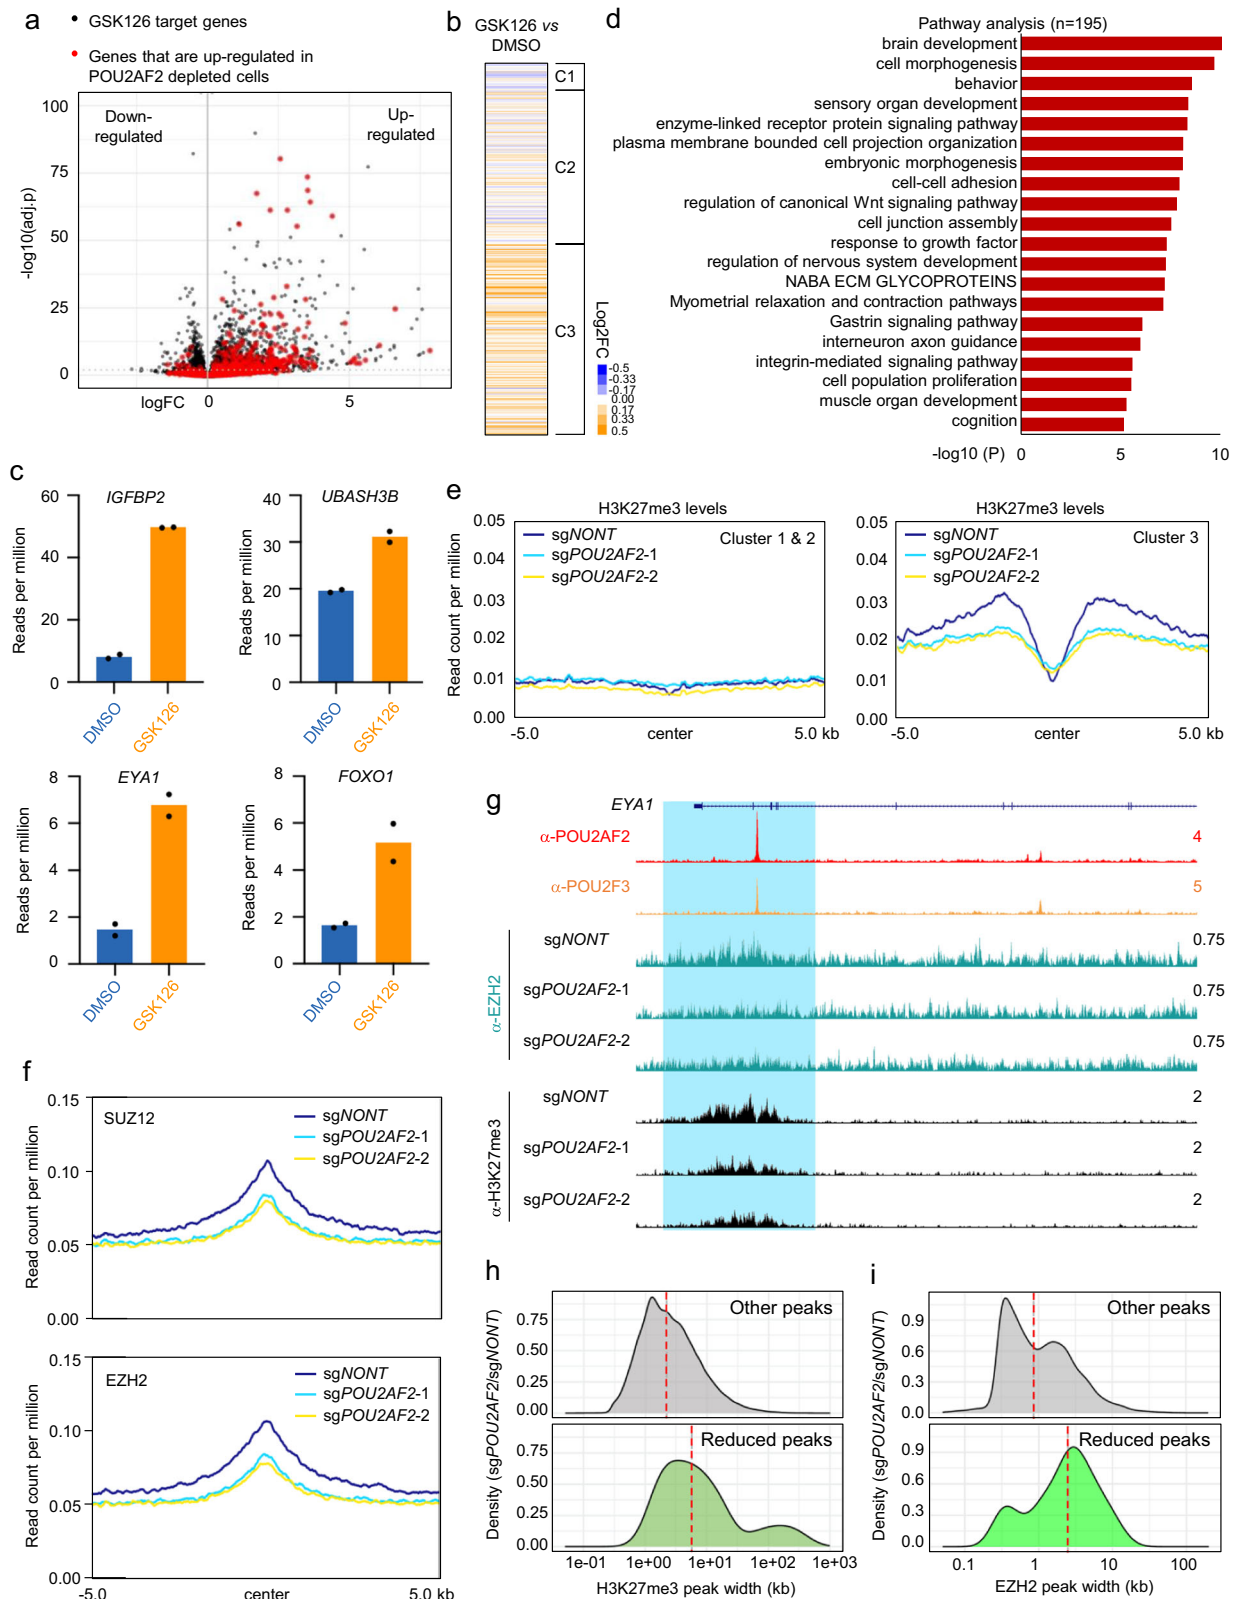 a
GSK126 target genes
Genes that are up-regulated in
POU2AF2 depleted cells
Down-
regulated
Up-
regulated
-log10(adj.p)
100
75
50
25
0
logFC
0
5
b
GSK126 vs
DMSO
C1
C2
C3
Log2FC
-0.5
-0.33
-0.17
0.00
0.17
0.33
0.5
d
Pathway analysis (n=195)
brain development
cell morphogenesis
behavior
sensory organ development
enzyme-linked receptor protein signaling pathway
plasma membrane bounded cell projection organization
embryonic morphogenesis
cell-cell adhesion
regulation of canonical Wnt signaling pathway
cell junction assembly
response to growth factor
regulation of nervous system development
NABA ECM GLYCOPROTEINS
Myometrial relaxation and contraction pathways
Gastrin signaling pathway
interneuron axon guidance
integrin-mediated signaling pathway
cell population proliferation
muscle organ development
cognition
-log10 (P)
0
5
10
c
IGFBP2
Reads per million
60
40
20
0
DMSO
GSK126
UBASH3B
Reads per million
40
30
20
10
0
DMSO
GSK126
EYA1
Reads per million
8
6
4
2
0
DMSO
GSK126
FOXO1
Reads per million
8
6
4
2
0
DMSO
GSK126
e
H3K27me3 levels
Read count per million
0.05
0.04
0.03
0.02
0.01
0.00
sgNONT
sgPOU2AF2-1
sgPOU2AF2-2
Cluster 1 & 2
-5.0
center
5.0 kb
H3K27me3 levels
0.05
0.04
0.03
0.02
0.01
0.00
sgNONT
sgPOU2AF2-1
sgPOU2AF2-2
Cluster 3
-5.0
center
5.0 kb
f
SUZ12
Read count per million
0.15
0.10
0.05
0.00
sgNONT
sgPOU2AF2-1
sgPOU2AF2-2
EZH2
Read count per million
0.15
0.10
0.05
0.00
sgNONT
sgPOU2AF2-1
sgPOU2AF2-2
-5.0
center
5.0 kb
g
EYA1
α-POU2AF2
4
α-POU2F3
5
α-EZH2
sgNONT
0.75
sgPOU2AF2-1
0.75
sgPOU2AF2-2
0.75
α-H3K27me3
sgNONT
2
sgPOU2AF2-1
2
sgPOU2AF2-2
2
h
Density (sgPOU2AF2/sgNONT)
Other peaks
0.75
0.50
0.25
0.00
Reduced peaks
0.75
0.50
0.25
0.00
1e-01
1e+00
1e+01
1e+02
1e+03
H3K27me3 peak width (kb)
i
Density (sgPOU2AF2/sgNONT)
Other peaks
0.9
0.6
0.3
0.0
Reduced peaks
0.9
0.6
0.3
0.0
0.1
1
10
100
EZH2 peak width (kb)